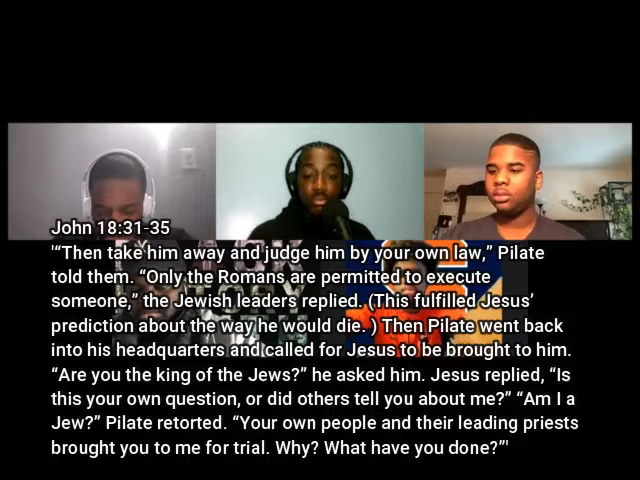 John 18:31-35
'“Then take him away and judge him by your own law,” Pilate
told them. “Only the Romans are permitted to execute
someone,” the Jewish leaders replied. (This fulfilled Jesus’
prediction about the way he would die. ) Then Pilate went back
into his headquarters and called for Jesus to be brought to him.
“Are you the king of the Jews?” he asked him. Jesus replied, “Is
this your own question, or did others tell you about me?” “Am I a
Jew?” Pilate retorted. “Your own people and their leading priests
brought you to me for trial. Why? What have you done?”'